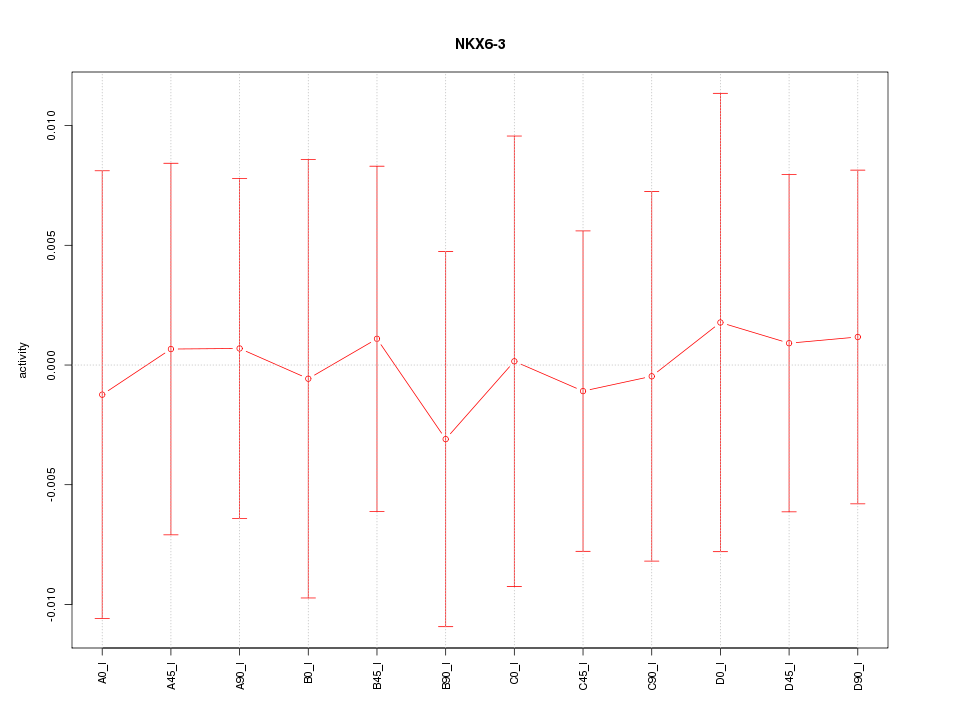 NKX6-3
activity
0.010
0.005
0.000
-0.005
-0.010
A0_I
A45_I
A90_I
B0_I
B45_I
B90_I
C0_I
C45_I
C90_I
D0_I
D45_I
D90_I